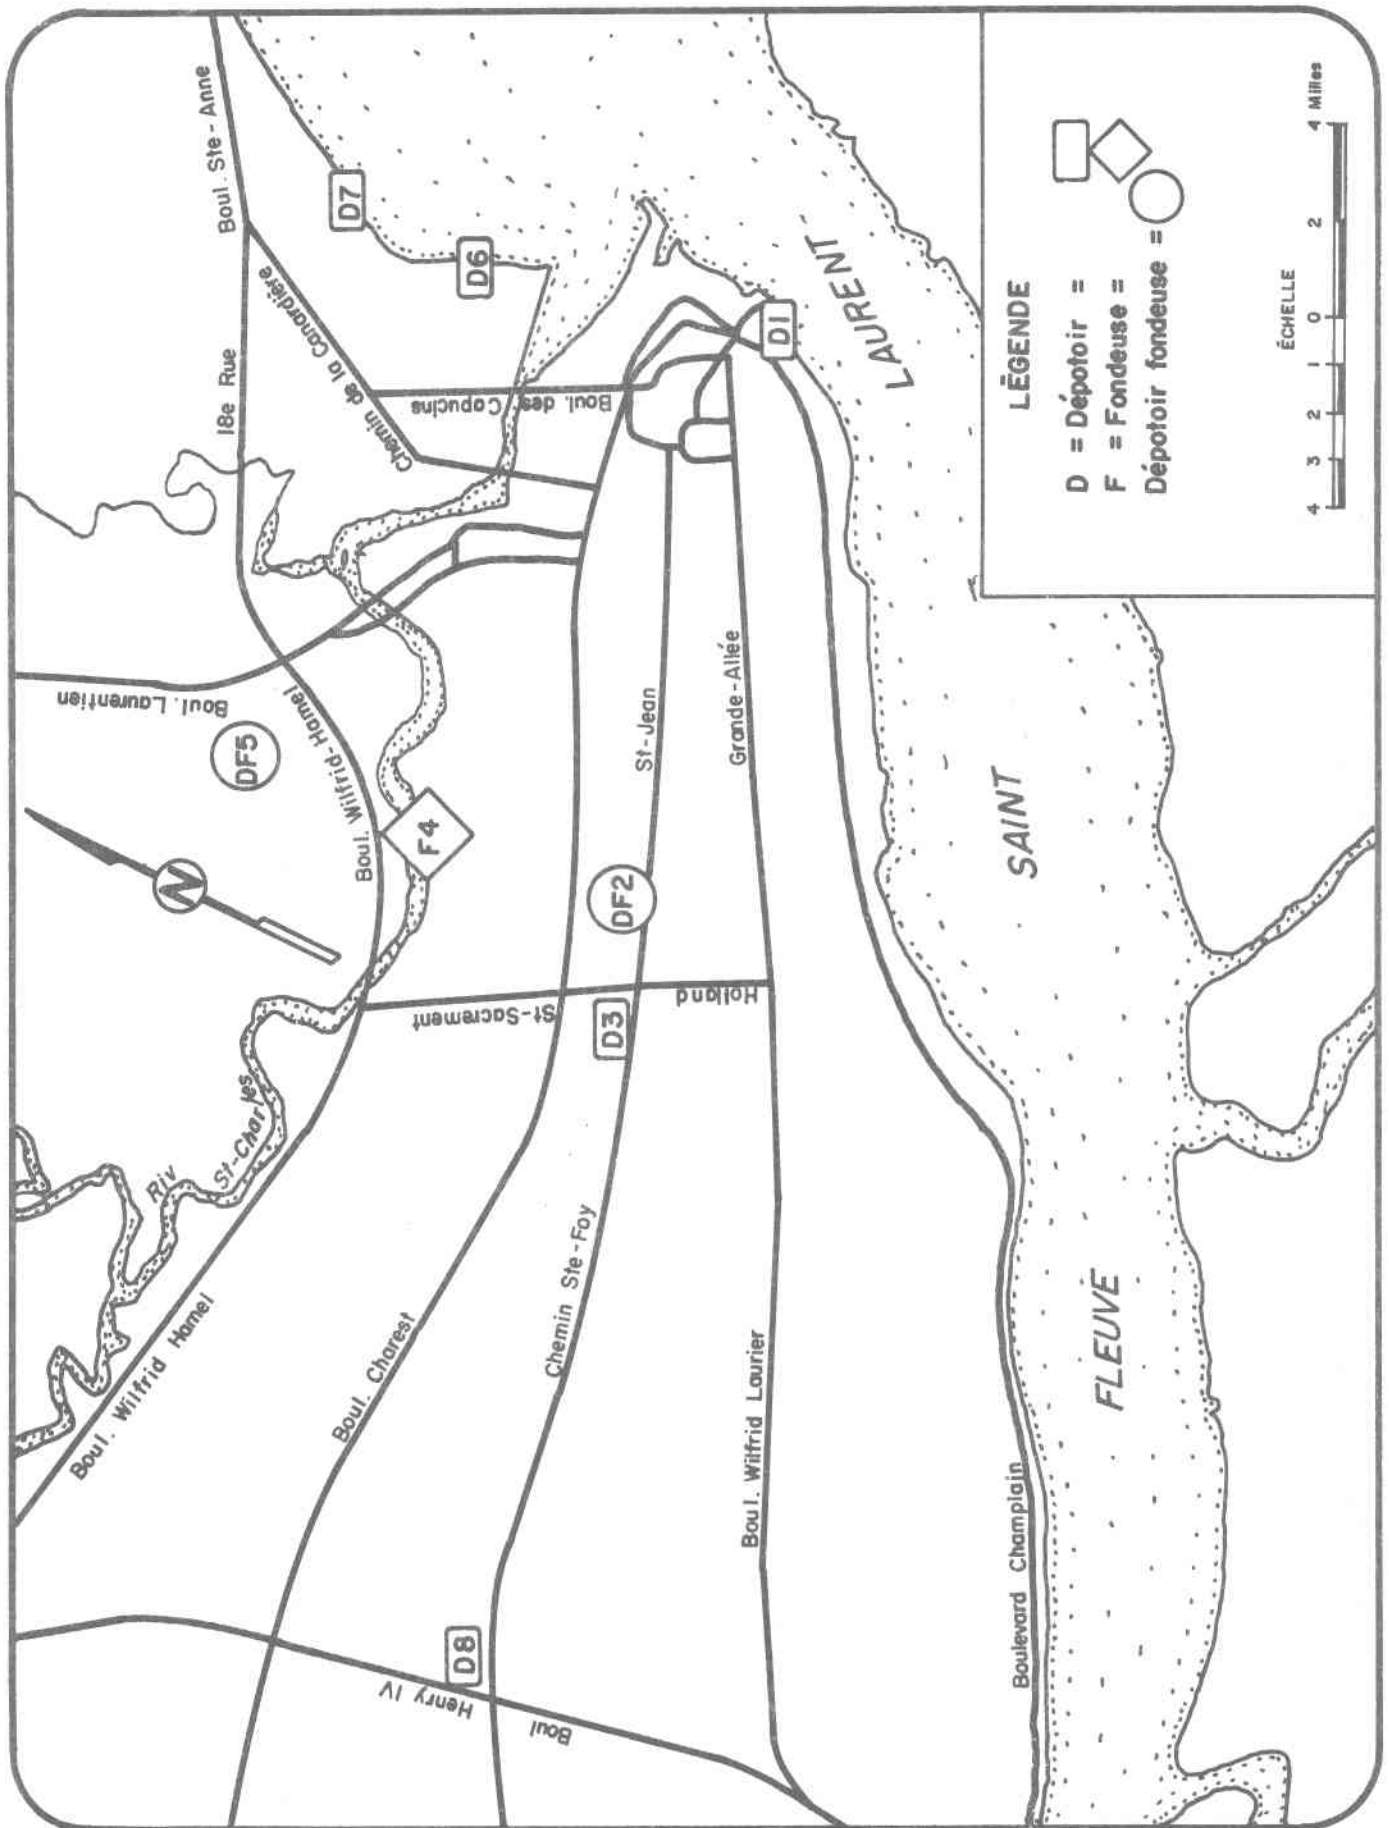 Boul. Ste-Anne
18e Rue
Chemin de la Canardière
D7
D6
Boul. des Capucins
D1
Boul. Laurentien
DF5
Boul. Wilfrid-Hamel
N
F4
St-Jean
Grande-Allée
DF2
St-Sacrement
Holland
D3
Riv
St-Charles
Boul. Wilfrid Hamel
Boul. Charest
Chemin Ste-Foy
Boul. Wilfrid Laurier
Boulevard Champlain
D8
Boul
Henry IV
FLEUVE
SAINT
LAURENT
LÉGENDE
D = Dépotoir =
F = Fondeuse =
Dépotoir fondeuse =
ÉCHELLE
4 3 2 1 0 2 4 Milles